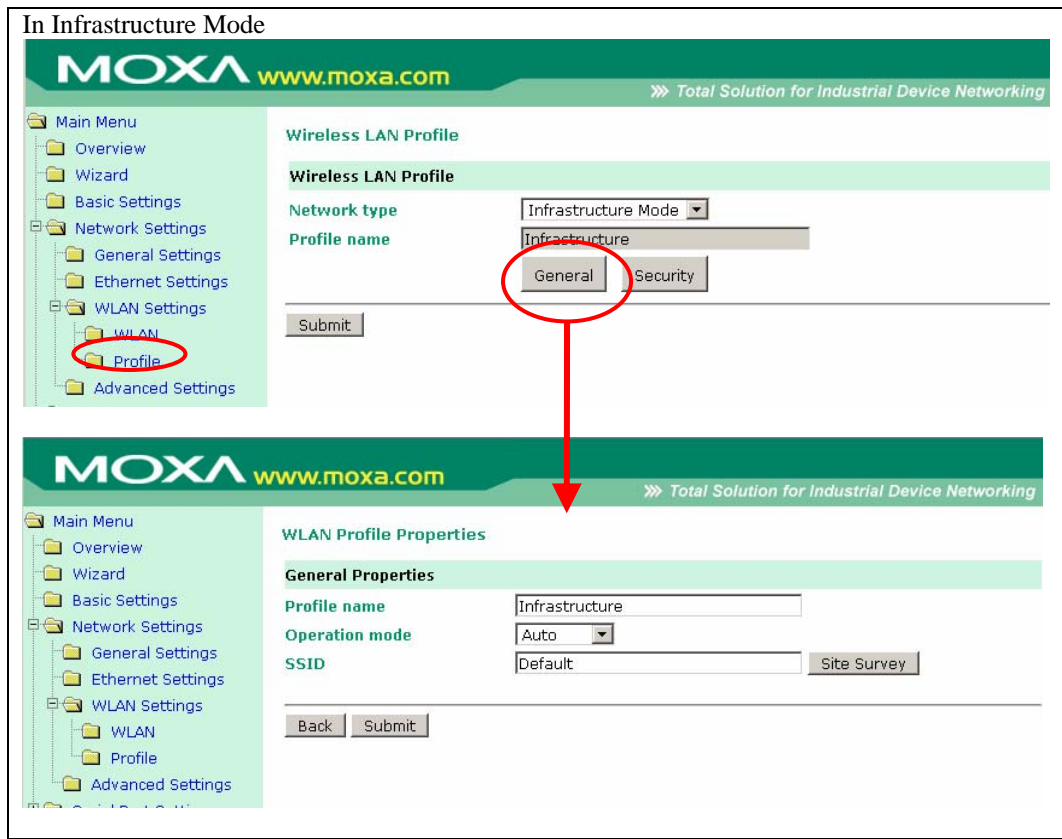 In Infrastructure Mode
MOXA www.moxa.com
Total Solution for Industrial Device Networking
Main Menu
Overview
Wizard
Basic Settings
Network Settings
General Settings
Ethernet Settings
WLAN Settings
WLAN
Profile
Advanced Settings
Wireless LAN Profile
Wireless LAN Profile
Network type Infrastructure Mode
Profile name Infrastructure
General Security
Submit
MOXA www.moxa.com
Total Solution for Industrial Device Networking
Main Menu
Overview
Wizard
Basic Settings
Network Settings
General Settings
Ethernet Settings
WLAN Settings
WLAN
Profile
Advanced Settings
WLAN Profile Properties
General Properties
Profile name Infrastructure
Operation mode Auto
SSID Default Site Survey
Back Submit